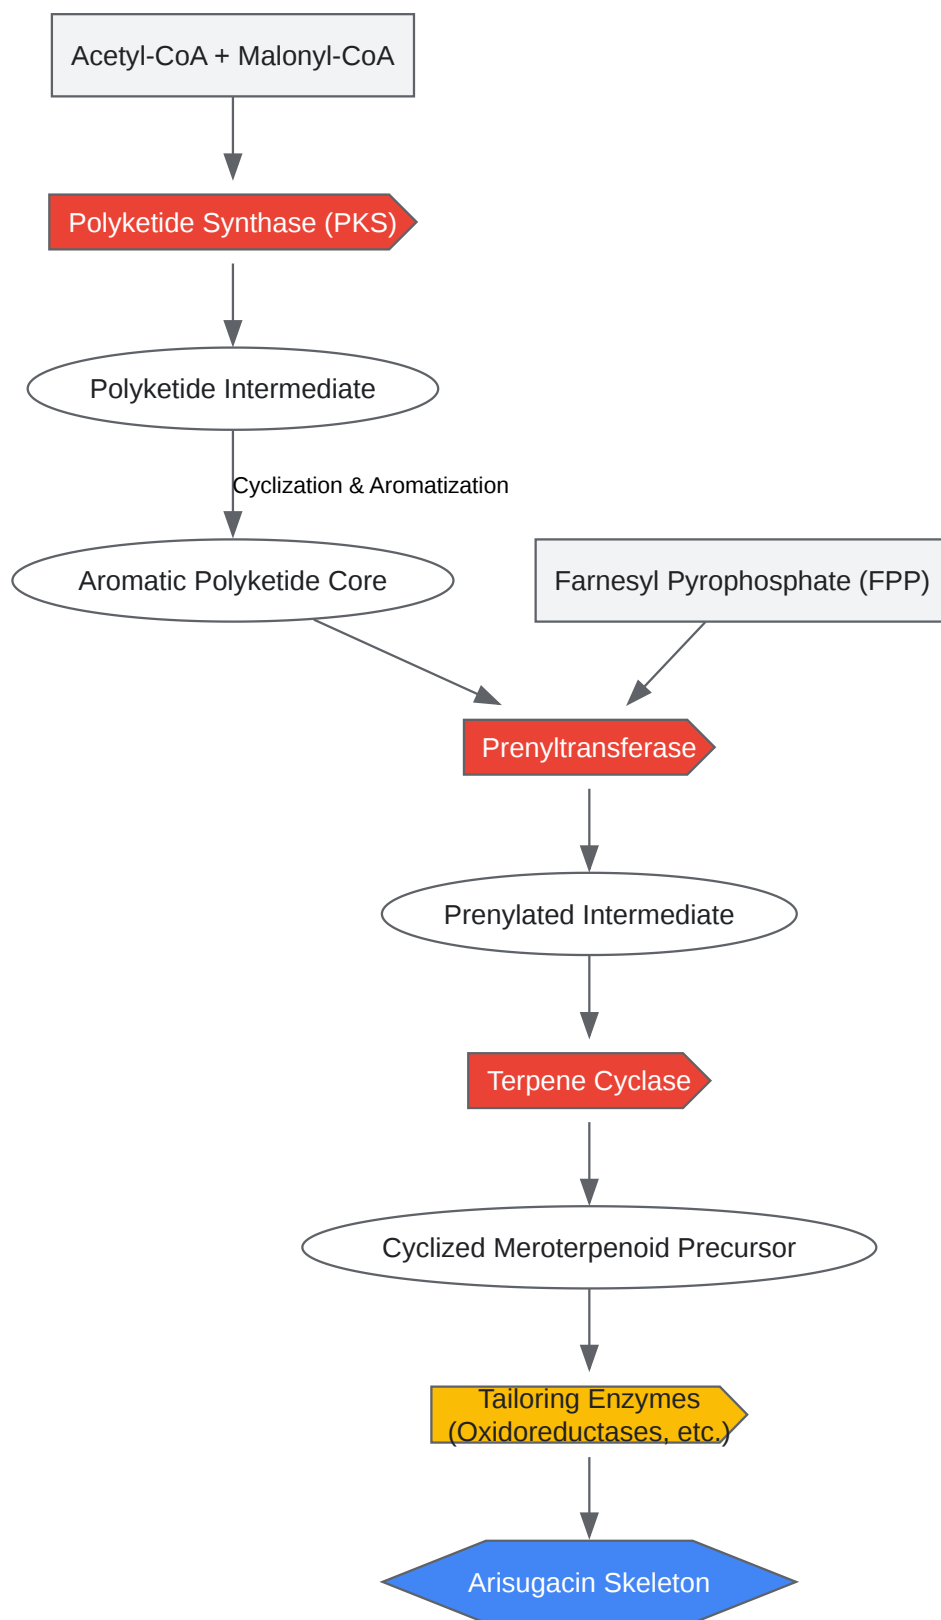 Acetyl-CoA + Malonyl-CoA
Polyketide Synthase (PKS)
Polyketide Intermediate
Cyclization & Aromatization
Aromatic Polyketide Core
Farnesyl Pyrophosphate (FPP)
Prenyltransferase
Prenylated Intermediate
Terpene Cyclase
Cyclized Meroterpenoid Precursor
Tailoring Enzymes
(Oxidoreductases, etc.)
Arisugacin Skeleton